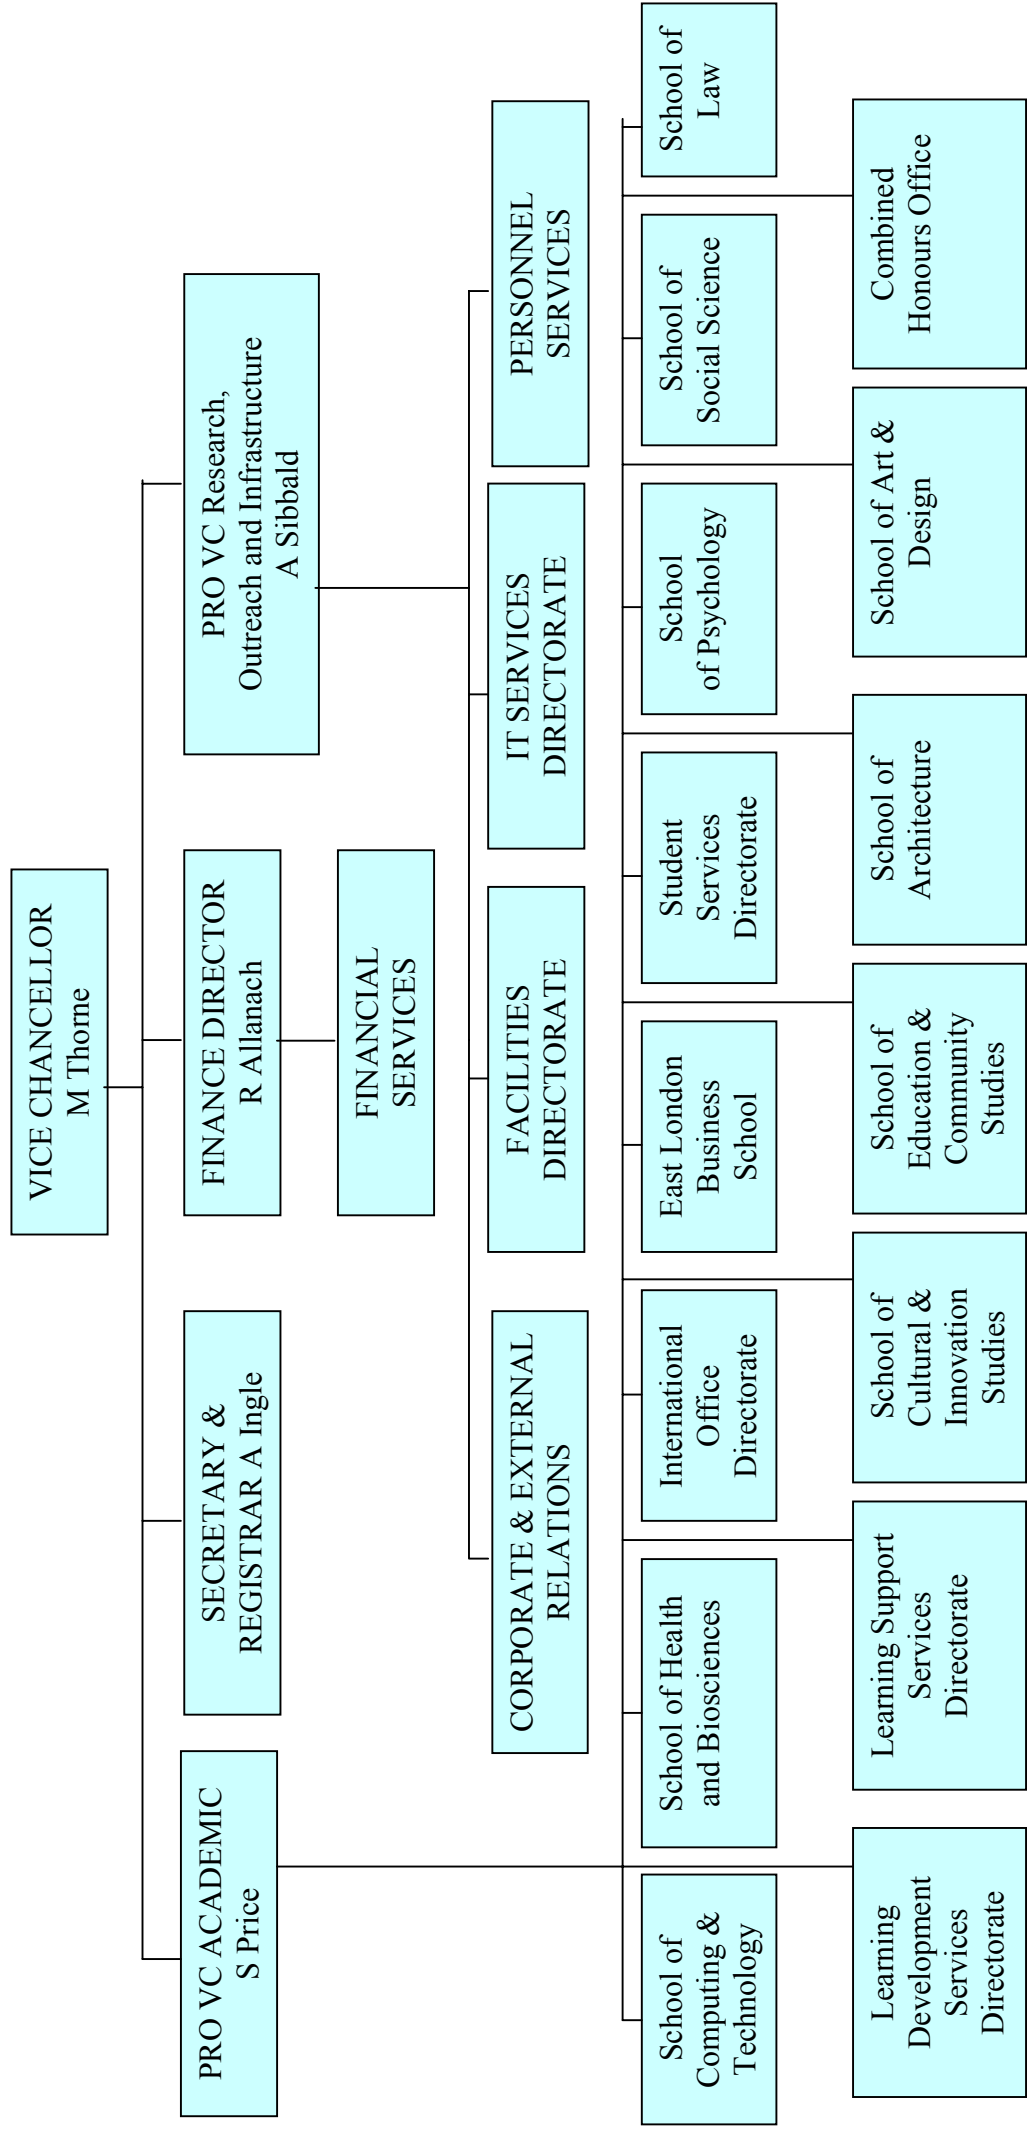 VICE CHANCELLOR
M Thorne
PRO VC ACADEMIC
S Price
SECRETARY &
REGISTRAR A Ingle
FINANCE DIRECTOR
R Allanach
PRO VC Research,
Outreach and Infrastructure
A Sibbald
FINANCIAL
SERVICES
CORPORATE & EXTERNAL
RELATIONS
FACILITIES
DIRECTORATE
IT SERVICES
DIRECTORATE
PERSONNEL
SERVICES
School of
Computing &
Technology
School of Health
and Biosciences
International
Office
Directorate
East London
Business
School
Student
Services
Directorate
School
of Psychology
School of
Social Science
School of
Law
Learning
Development
Services
Directorate
Learning Support
Services
Directorate
School of
Cultural &
Innovation
Studies
School of
Education &
Community
Studies
School of
Architecture
School of Art &
Design
Combined
Honours Office